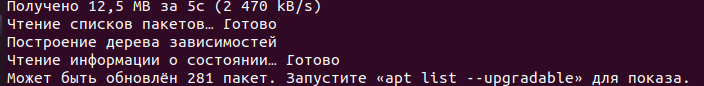 Получено 12,5 MB за 5с (2 470 kB/s)
Чтение списков пакетов… Готово
Построение дерева зависимостей
Чтение информации о состоянии… Готово
Может быть обновлён 281 пакет. Запустите «apt list --upgradable» для показа.